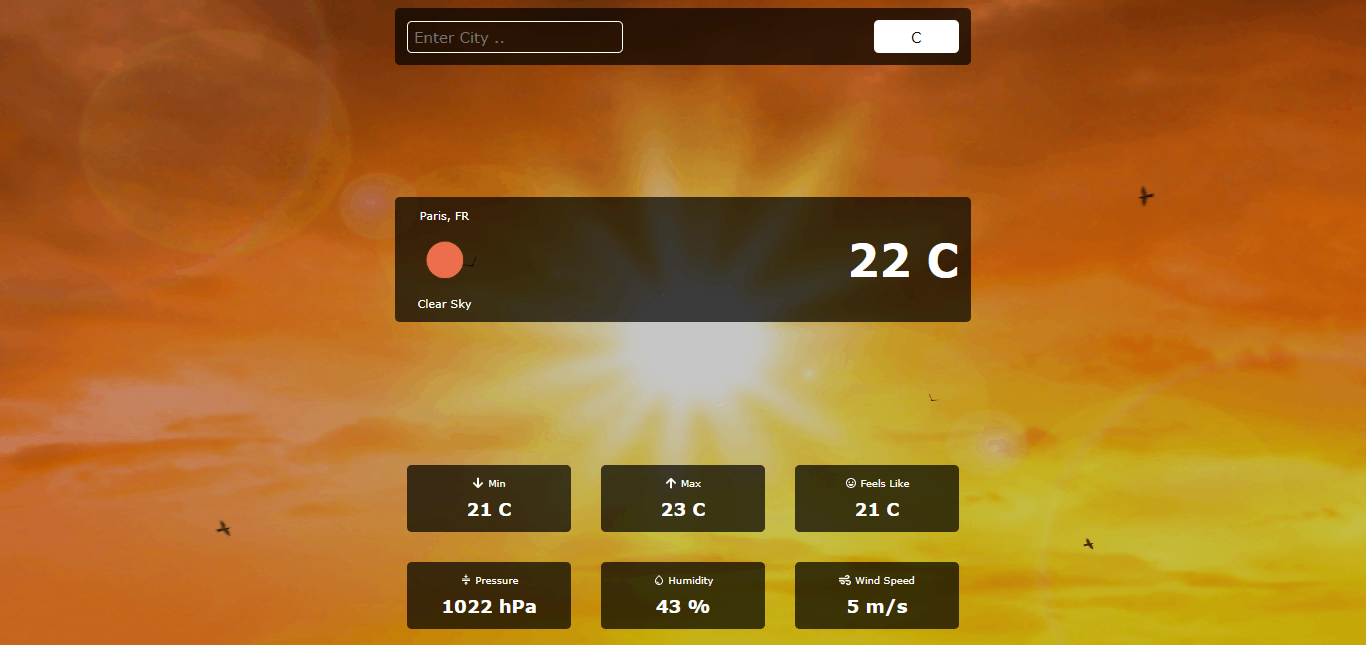 Enter City ..
C
Paris, FR
22 C
Clear Sky
Min
21 C
Max
23 C
Feels Like
21 C
Pressure
1022 hPa
Humidity
43 %
Wind Speed
5 m/s